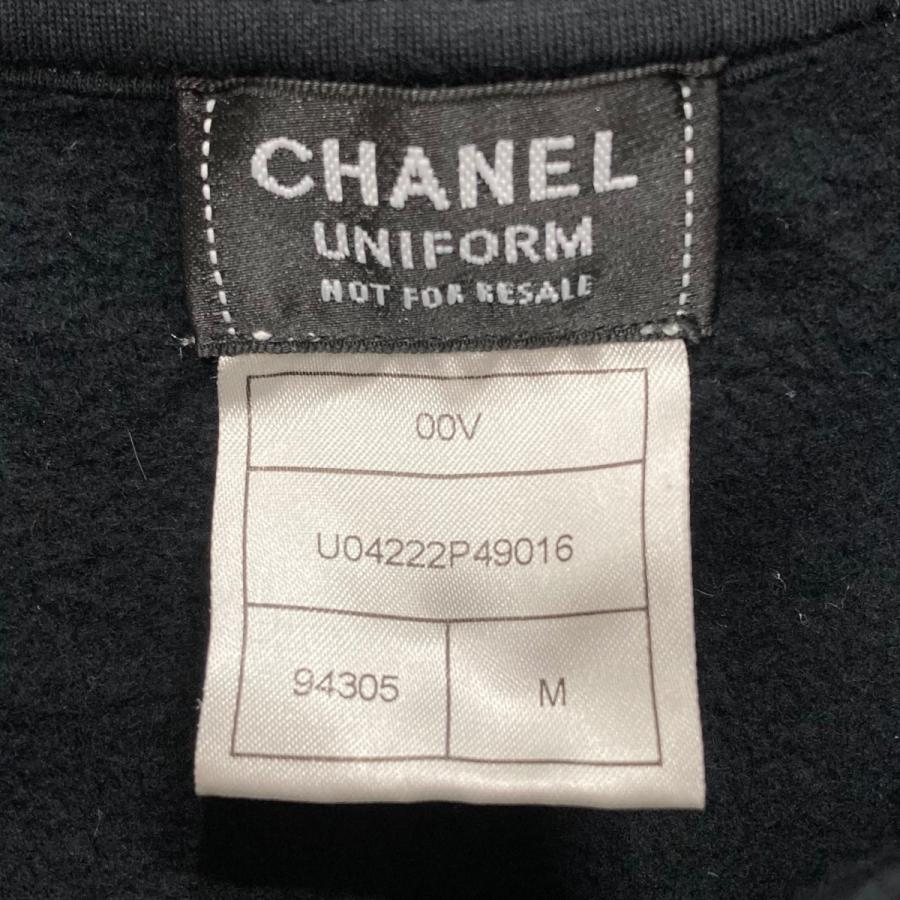 CHANEL
UNIFORM
NOT FOR RESALE
00V
U04222P49016
94305 M